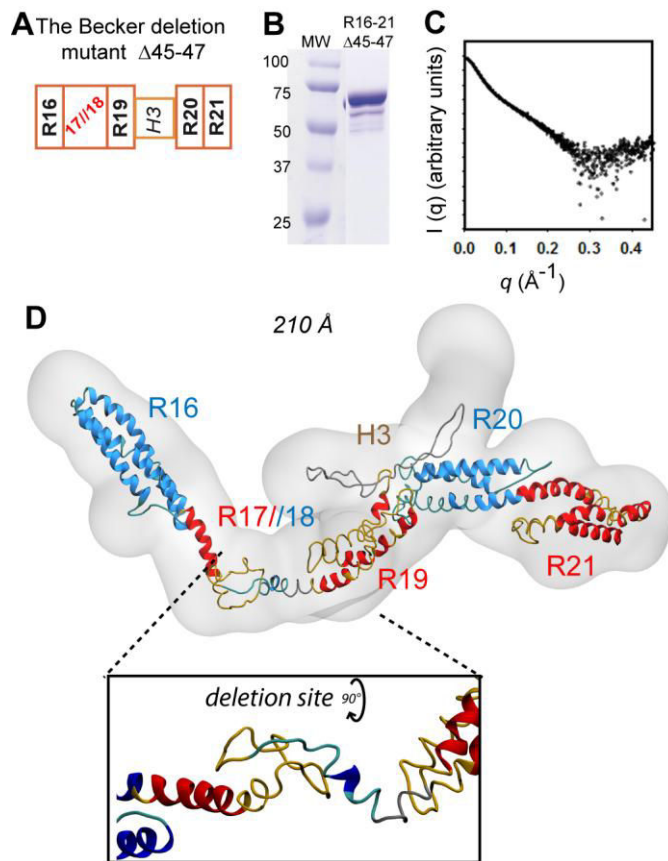 A The Becker deletion
mutant Δ45-47
R16
17//18
R19
H3
R20
R21
B R16-21
MW Δ45-47
100
75
50
37
25
C
I (q) (arbitrary units)
0.0 0.1 0.2 0.3 0.4
q (Å-1)
D
210 Å
R16
H3
R20
R17//18
R19
R21
deletion site 90°